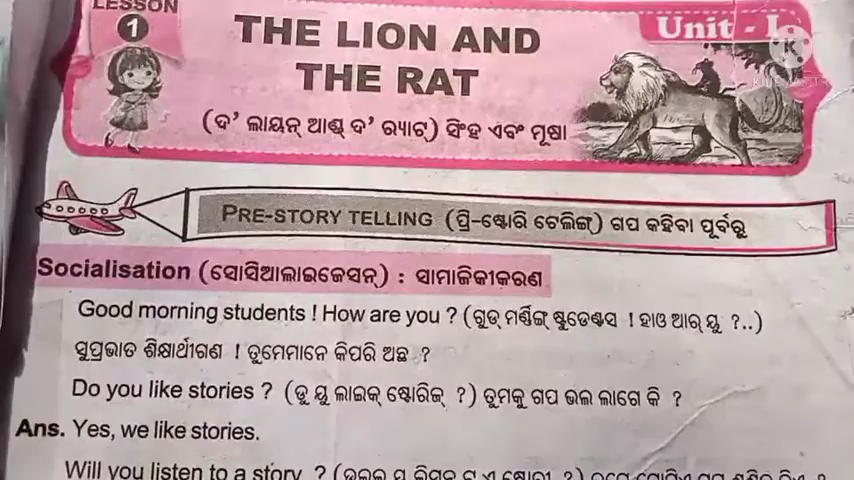 LESSON
1
THE LION AND
THE RAT
Unit - I
(ଦ' ଲାୟନ୍ ଆଣ୍ଡ୍ ଦ' ର‍୍ୟାଟ୍) ସିଂହ ଏବଂ ମୂଷା
PRE-STORY TELLING (ପ୍ରି-ଷ୍ଟୋରି ଟେଲିଙ୍ଗ୍) ଗପ କହିବା ପୂର୍ବରୁ
Socialisation (ସୋସିଆଲାଇଜେସନ୍) : ସାମାଜିକୀକରଣ
Good morning students ! How are you ? (ଗୁଡ୍ ମର୍ଣ୍ଣିଙ୍ଗ୍ ଷ୍ଟୁଡେଣ୍ଟସ ! ହାଓ ଆର୍ ୟୁ ?..)
ସୁପ୍ରଭାତ ଶିକ୍ଷାର୍ଥୀଗଣ ! ତୁମେମାନେ କିପରି ଅଛ ?
Do you like stories ? (ଡୁ ୟୁ ଲାଇକ୍ ଷ୍ଟୋରିଜ୍ ?) ତୁମକୁ ଗପ ଭଲ ଲାଗେ କି ?
Ans. Yes, we like stories.
Will you listen to a story ?